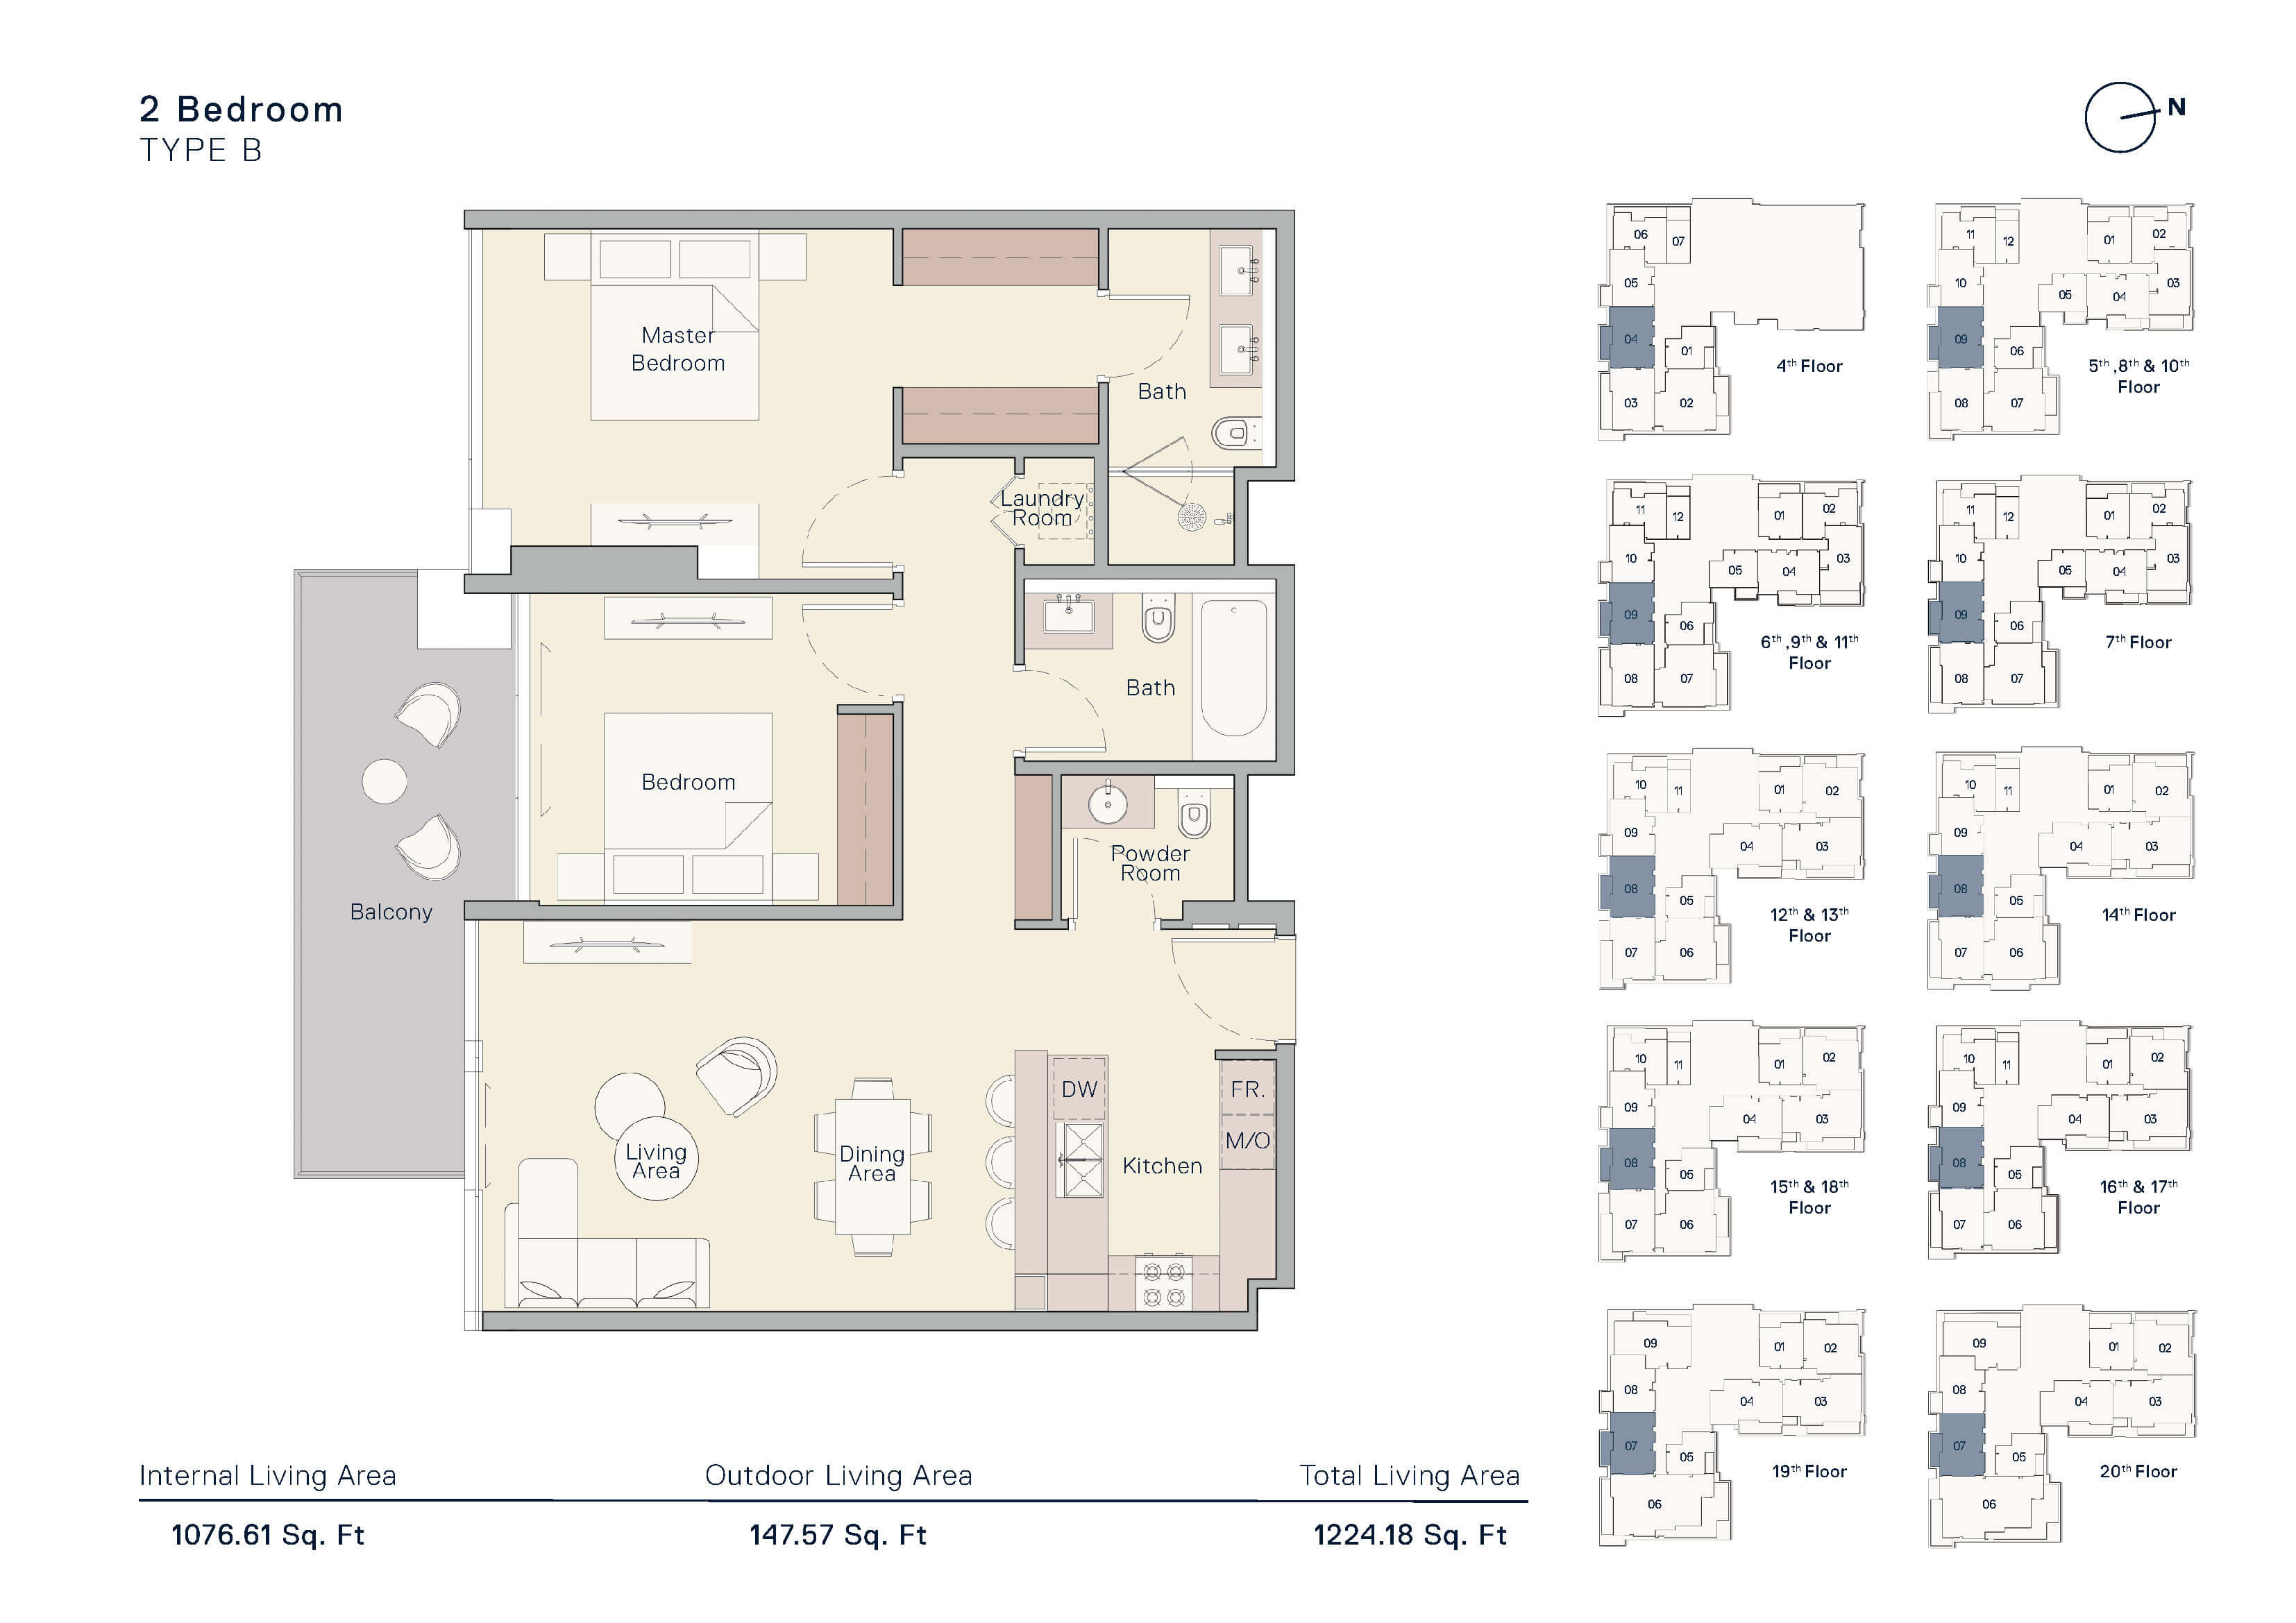 2 Bedroom
TYPE B
N
Master
Bedroom
Bath
Laundry
Room
Bath
Bedroom
Powder
Room
Balcony
DW
FR.
M/O
Living
Area
Dining
Area
Kitchen
Internal Living Area
Outdoor Living Area
Total Living Area
1076.61 Sq. Ft
147.57 Sq. Ft
1224.18 Sq. Ft
06
07
05
04
01
03
02
4th Floor
11
12
01
02
10
03
05
04
09
06
08
07
5th ,8th & 10th
Floor
11
12
01
02
10
05
04
03
09
06
08
07
6th ,9th & 11th
Floor
11
12
01
02
10
05
04
03
09
06
08
07
7th Floor
10
11
01
02
09
04
03
08
05
07
06
12th & 13th
Floor
10
11
01
02
09
04
03
08
05
07
06
14th Floor
10
11
01
02
09
04
03
08
05
07
06
15th & 18th
Floor
10
11
01
02
09
04
03
08
05
07
06
16th & 17th
Floor
09
01
02
08
04
03
07
05
06
19th Floor
09
01
02
08
04
03
07
05
06
20th Floor